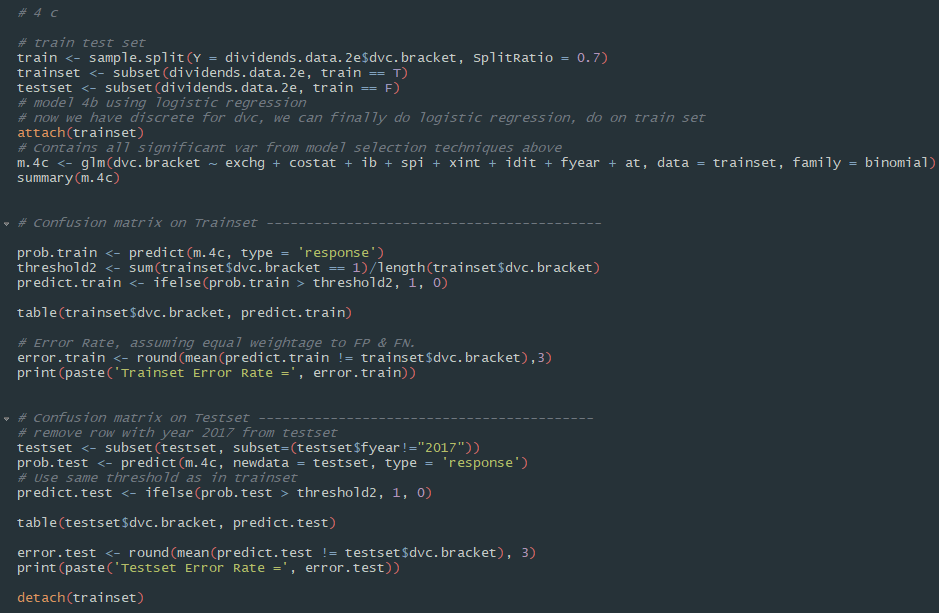 # 4 c
# train test set
train <- sample.split(Y = dividends.data.2e$dvc.bracket, SplitRatio = 0.7)
trainset <- subset(dividends.data.2e, train == T)
testset <- subset(dividends.data.2e, train == F)
# model 4b using logistic regression
# now we have discrete for dvc, we can finally do logistic regression, do on train set
attach(trainset)
# Contains all significant var from model selection techniques above
m.4c <- glm(dvc.bracket ~ exchg + costat + ib + spi + xint + idit + fyear + at, data = trainset, family = binomial)
summary(m.4c)
# Confusion matrix on Trainset ------------------------------------------
prob.train <- predict(m.4c, type = 'response')
threshold2 <- sum(trainset$dvc.bracket == 1)/length(trainset$dvc.bracket)
predict.train <- ifelse(prob.train > threshold2, 1, 0)
table(trainset$dvc.bracket, predict.train)
# Error Rate, assuming equal weightage to FP & FN.
error.train <- round(mean(predict.train != trainset$dvc.bracket),3)
print(paste('Trainset Error Rate =', error.train))
# Confusion matrix on Testset ------------------------------------------
# remove row with year 2017 from testset
testset <- subset(testset, subset=(testset$fyear!="2017"))
prob.test <- predict(m.4c, newdata = testset, type = 'response')
# Use same threshold as in trainset
predict.test <- ifelse(prob.test > threshold2, 1, 0)
table(testset$dvc.bracket, predict.test)
error.test <- round(mean(predict.test != testset$dvc.bracket), 3)
print(paste('Testset Error Rate =', error.test))
detach(trainset)